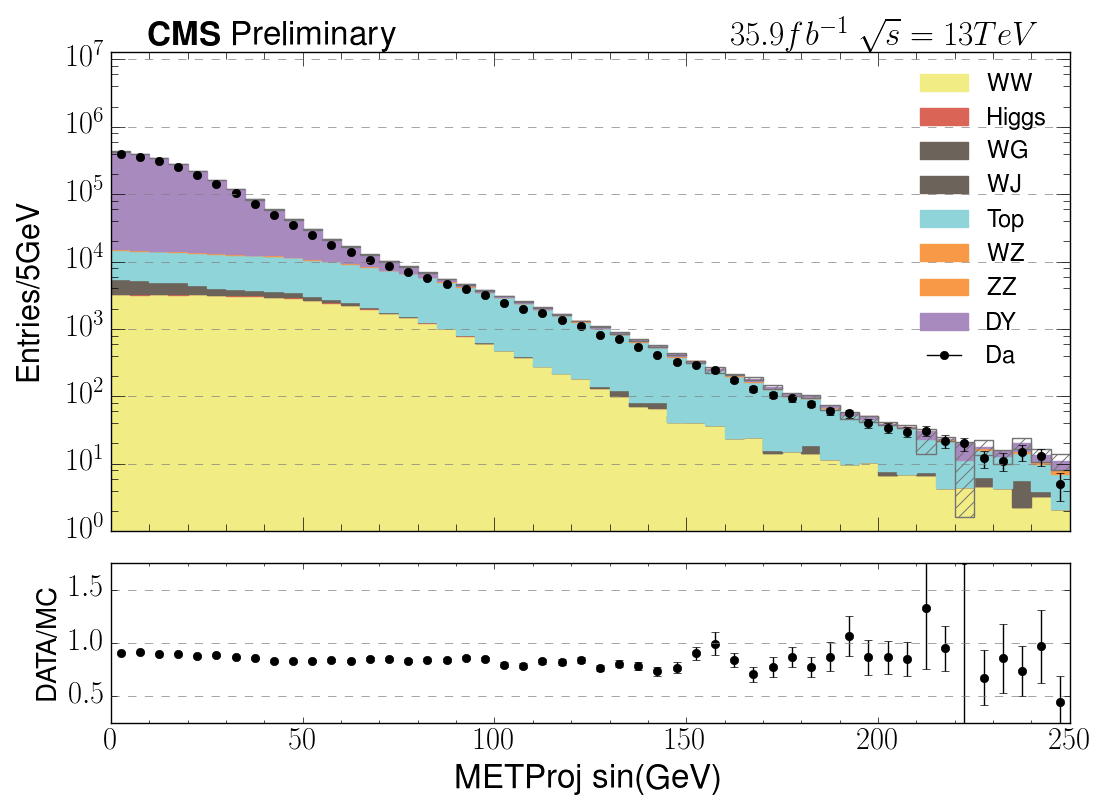 CMS Preliminary 35.9fb⁻¹ √s = 13TeV
10⁷
10⁶
10⁵
10⁴
10³
10²
10¹
10⁰
Entries/5GeV
WW
Higgs
WG
WJ
Top
WZ
ZZ
DY
Da
1.5
1.0
0.5
DATA/MC
0 50 100 150 200 250
METProj sin(GeV)